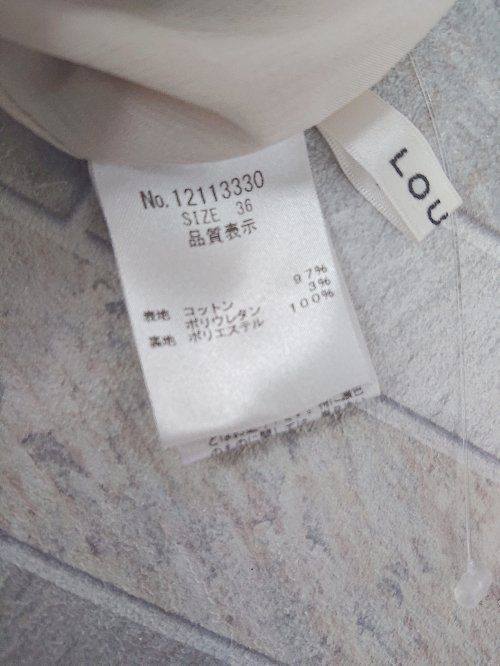 No.12113330
SIZE 36
品質表示
表地 コットン 97%
ポリウレタン 3%
裏地 ポリエステル 100%
LOU